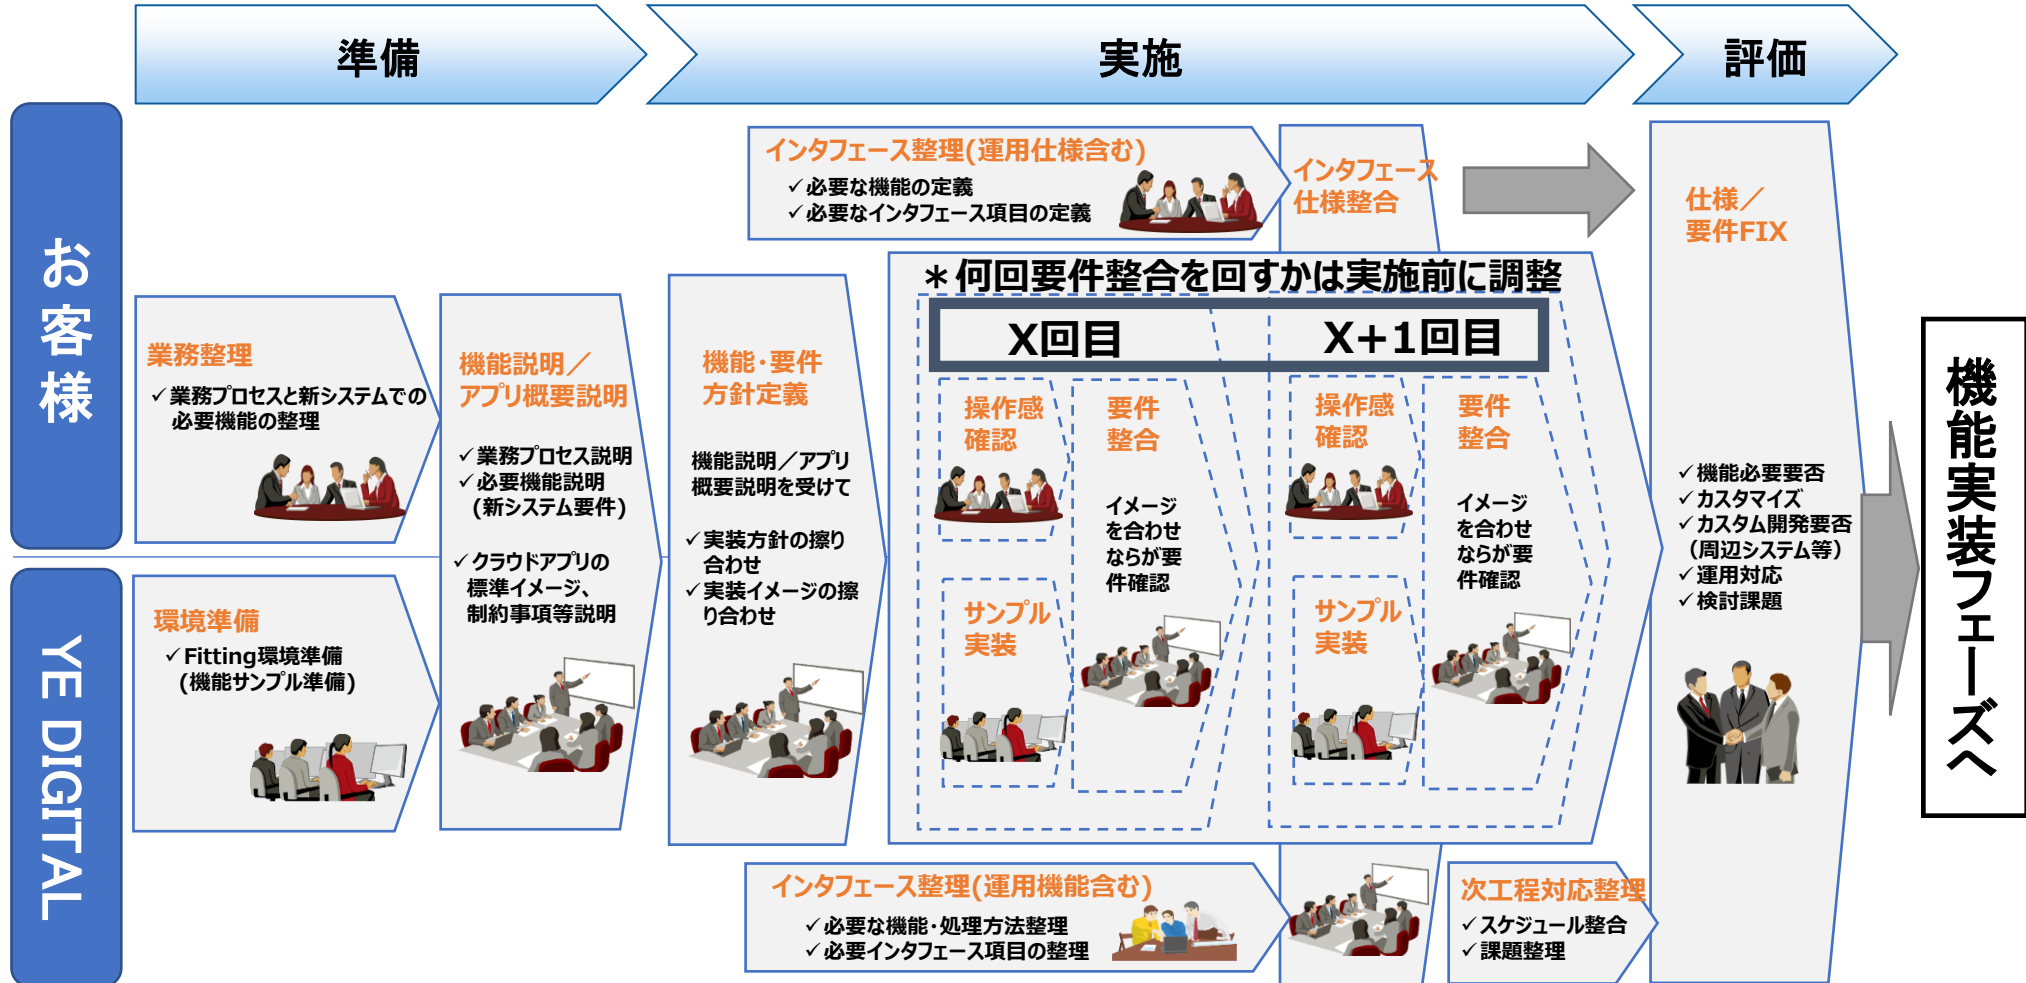 準備
実施
評価
お客様
YE DIGITAL
業務整理
✓業務プロセスと新システムでの
必要機能の整理
環境準備
✓Fitting環境準備
(機能サンプル準備)
機能説明／
アプリ概要説明
✓業務プロセス説明
✓必要機能説明
(新システム要件)
✓クラウドアプリの
標準イメージ、
制約事項等説明
機能・要件
方針定義
機能説明／アプリ
概要説明を受けて
✓実装方針の擦り
合わせ
✓実装イメージの擦
り合わせ
インタフェース整理(運用仕様含む)
✓必要な機能の定義
✓必要なインタフェース項目の定義
インタフェース
仕様整合
＊何回要件整合を回すかは実施前に調整
X回目
操作感
確認
サンプル
実装
要件
整合
イメージ
を合わせ
ならが要
件確認
X+1回目
操作感
確認
サンプル
実装
要件
整合
イメージ
を合わせ
ならが要
件確認
インタフェース整理(運用機能含む)
✓必要な機能・処理方法整理
✓必要インタフェース項目の整理
次工程対応整理
✓スケジュール整合
✓課題整理
仕様／
要件FIX
✓機能必要要否
✓カスタマイズ
✓カスタム開発要否
（周辺システム等）
✓運用対応
✓検討課題
機能実装フェーズへ